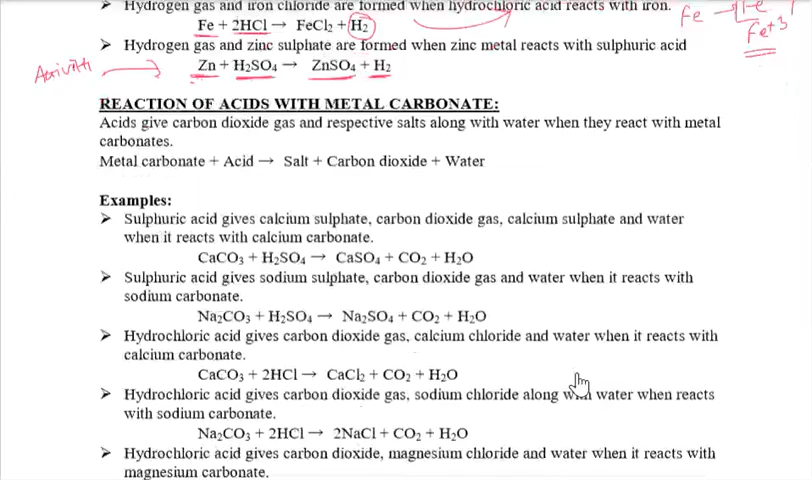 ➢ Hydrogen gas and iron chloride are formed when hydrochloric acid reacts with iron.
Fe + 2HCl → FeCl₂ + H₂
Fe →
Fe+3
➢ Hydrogen gas and zinc sulphate are formed when zinc metal reacts with sulphuric acid
Zn + H₂SO₄ → ZnSO₄ + H₂
REACTION OF ACIDS WITH METAL CARBONATE:
Acids give carbon dioxide gas and respective salts along with water when they react with metal
carbonates.
Metal carbonate + Acid → Salt + Carbon dioxide + Water
Examples:
➢ Sulphuric acid gives calcium sulphate, carbon dioxide gas, calcium sulphate and water
when it reacts with calcium carbonate.
CaCO₃ + H₂SO₄ → CaSO₄ + CO₂ + H₂O
➢ Sulphuric acid gives sodium sulphate, carbon dioxide gas and water when it reacts with
sodium carbonate.
Na₂CO₃ + H₂SO₄ → Na₂SO₄ + CO₂ + H₂O
➢ Hydrochloric acid gives carbon dioxide gas, calcium chloride and water when it reacts with
calcium carbonate.
CaCO₃ + 2HCl → CaCl₂ + CO₂ + H₂O
➢ Hydrochloric acid gives carbon dioxide gas, sodium chloride along with water when reacts
with sodium carbonate.
Na₂CO₃ + 2HCl → 2NaCl + CO₂ + H₂O
➢ Hydrochloric acid gives carbon dioxide, magnesium chloride and water when it reacts with
magnesium carbonate.